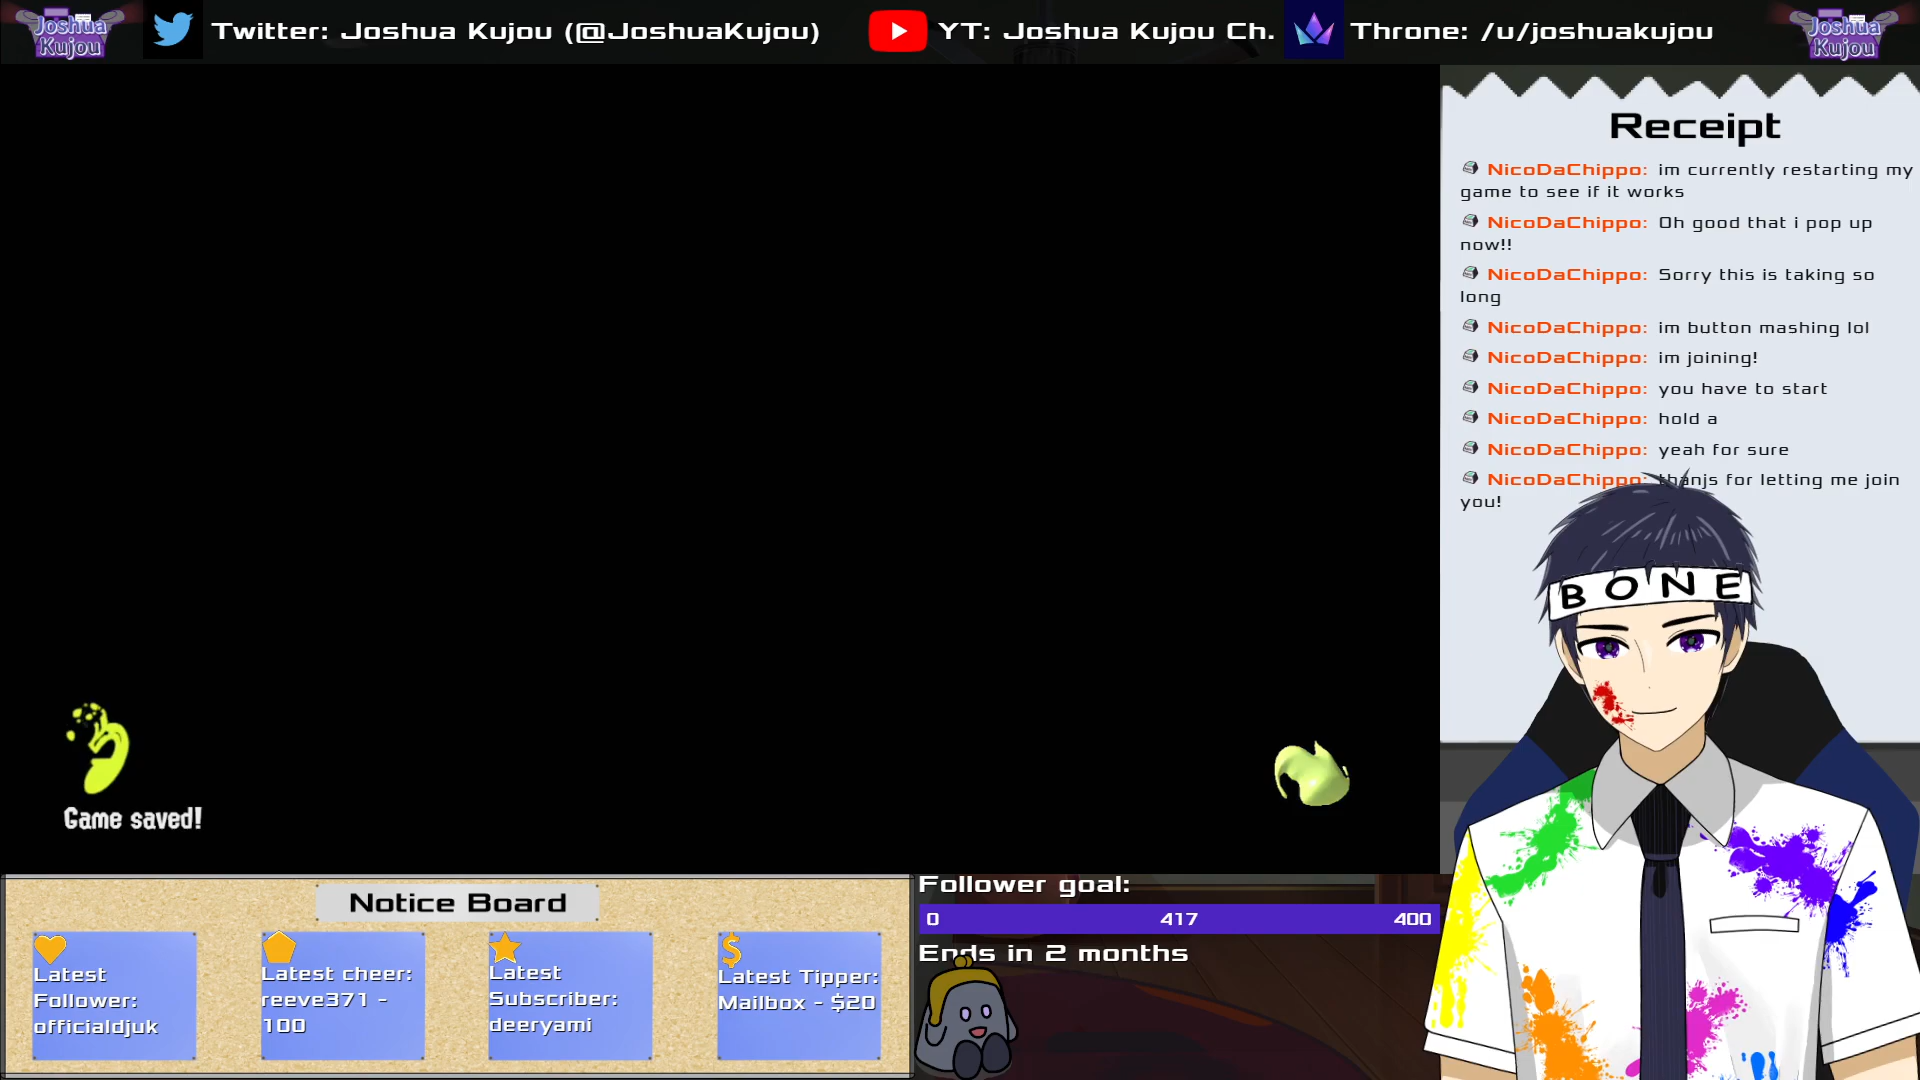 Joshua Kujou
Twitter: Joshua Kujou (@JoshuaKujou)
YT: Joshua Kujou Ch.
Throne: /u/joshuakujou
Joshua Kujou
Receipt
NicoDaChippo: im currently restarting my
game to see if it works
NicoDaChippo: Oh good that i pop up
now!!
NicoDaChippo: Sorry this is taking so
long
NicoDaChippo: im button mashing lol
NicoDaChippo: im joining!
NicoDaChippo: you have to start
NicoDaChippo: hold a
NicoDaChippo: yeah for sure
NicoDaChippo: thanjs for letting me join
you!
BONE
Game saved!
Notice Board
Latest
Follower:
officialdjuk
Latest cheer:
reeve371 -
100
Latest
Subscriber:
deeryami
Latest Tipper:
Mailbox - $20
Follower goal:
0 417 400
Ends in 2 months